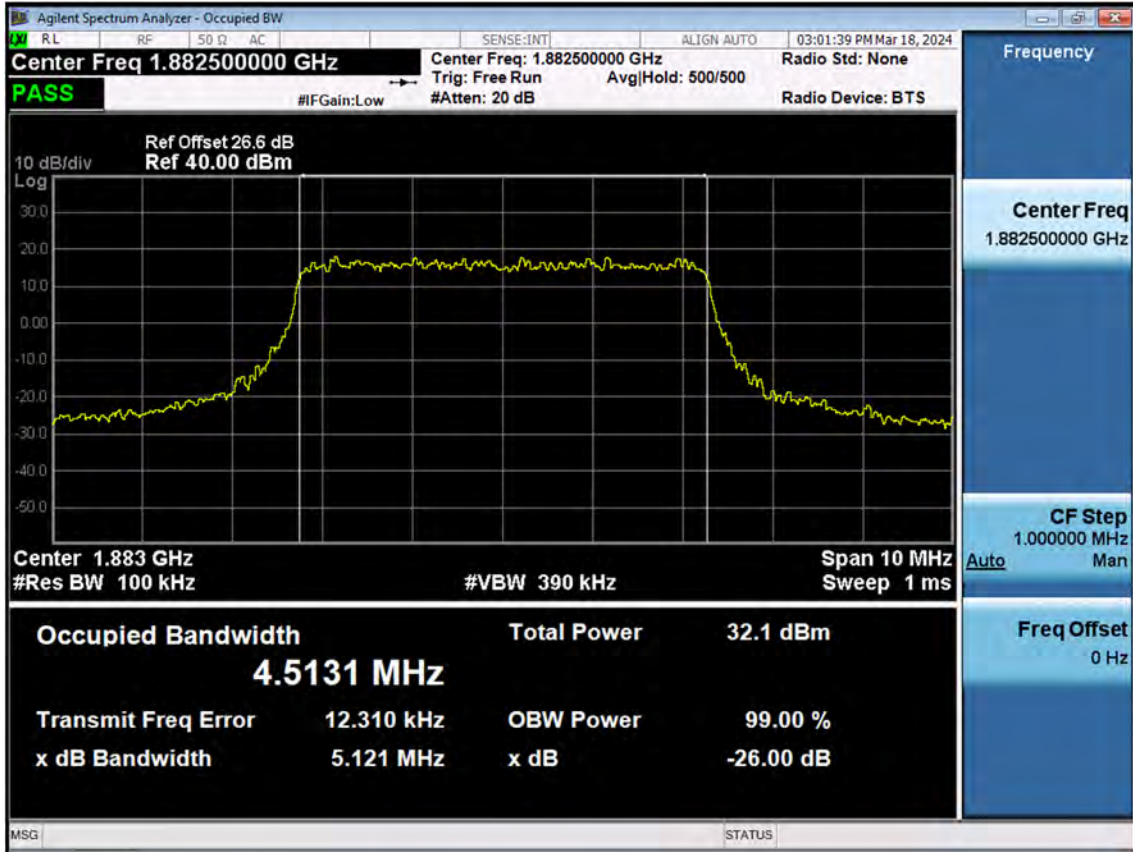 Agilent Spectrum Analyzer - Occupied BW
LXI RL RF 50 Ω AC SENSE:INT ALIGN AUTO 03:01:39 PM Mar 18, 2024
Center Freq 1.882500000 GHz
Center Freq: 1.882500000 GHz
Radio Std: None
Trig: Free Run Avg|Hold: 500/500
PASS
#IFGain:Low
#Atten: 20 dB
Radio Device: BTS
Ref Offset 26.6 dB
10 dB/div Ref 40.00 dBm
Log
30.0
20.0
10.0
0.00
-10.0
-20.0
-30.0
-40.0
-50.0
Center 1.883 GHz Span 10 MHz
#Res BW 100 kHz #VBW 390 kHz Sweep 1 ms
Occupied Bandwidth Total Power 32.1 dBm
4.5131 MHz
Transmit Freq Error 12.310 kHz OBW Power 99.00 %
x dB Bandwidth 5.121 MHz x dB -26.00 dB
MSG STATUS
Frequency
Center Freq
1.882500000 GHz
CF Step
1.000000 MHz
Auto Man
Freq Offset
0 Hz